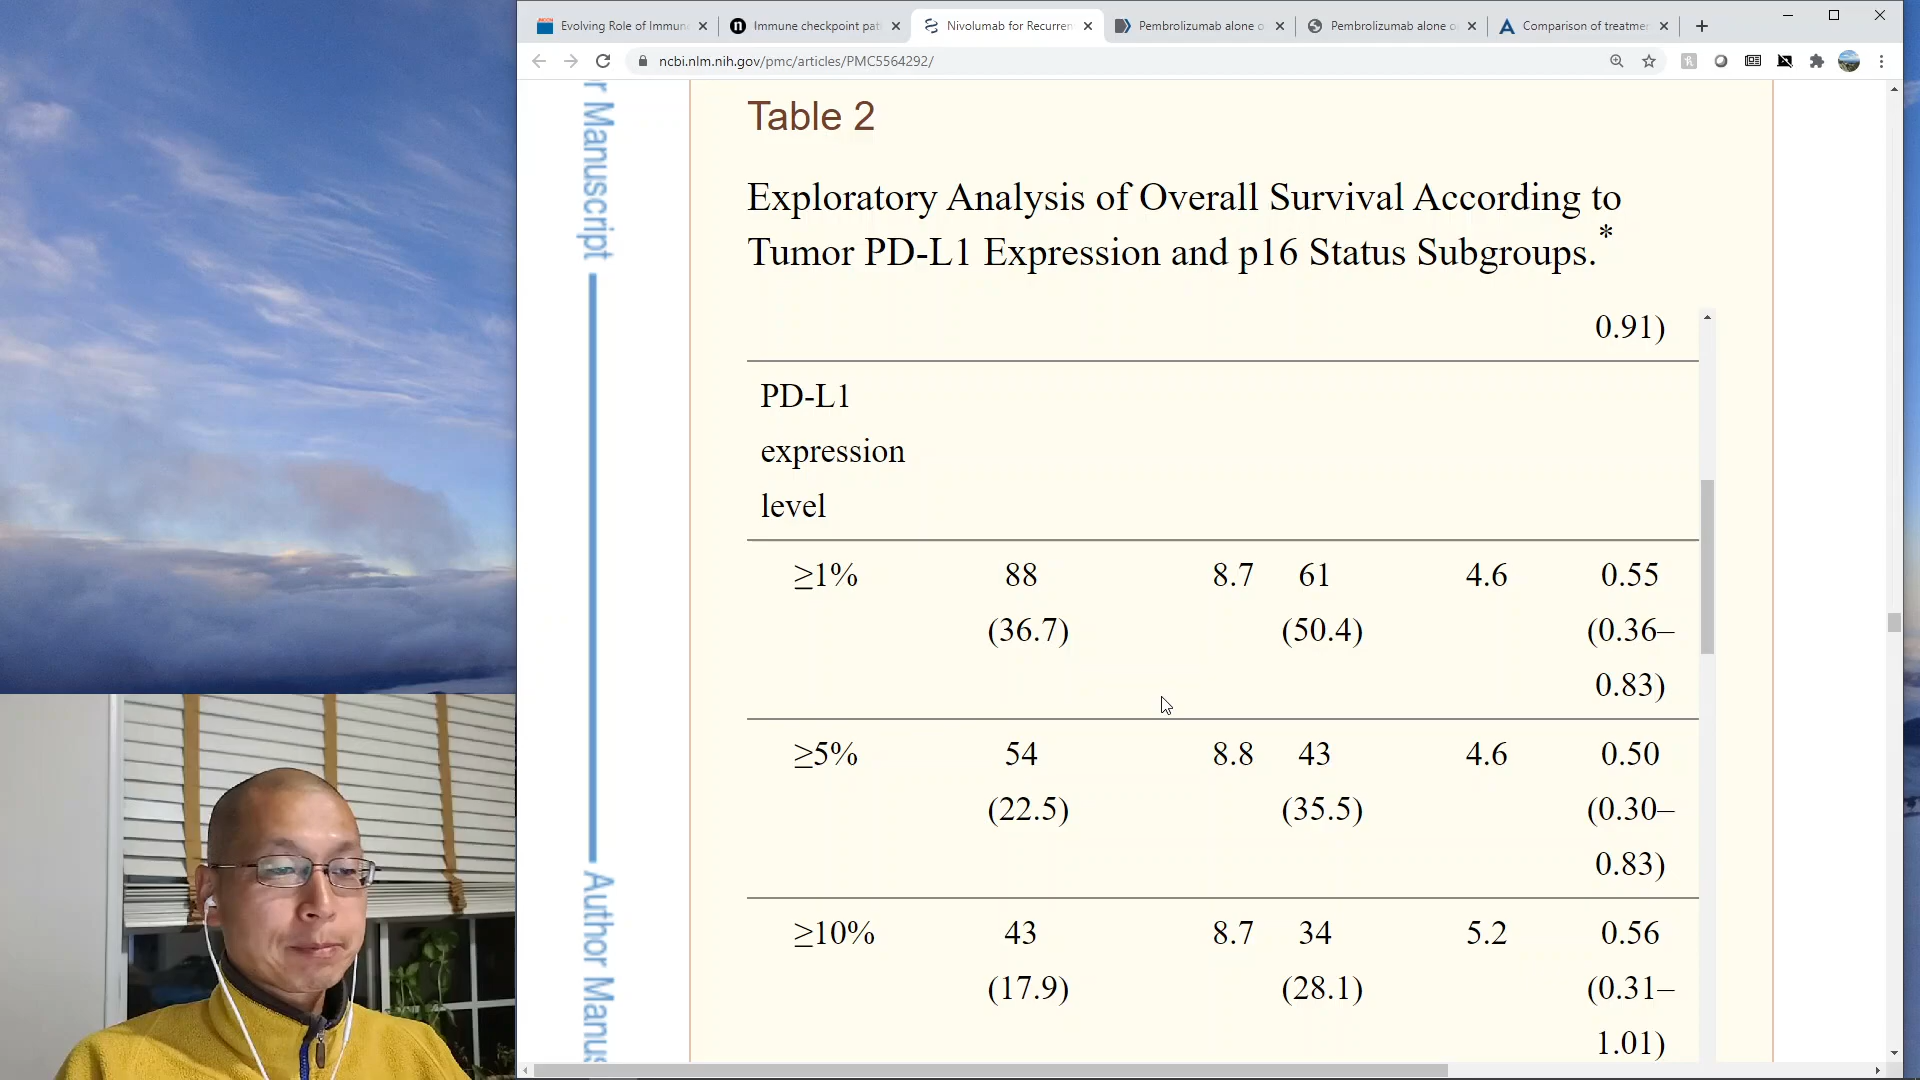 Evolving Role of Immun
Immune checkpoint pat
Nivolumab for Recurren
Pembrolizumab alone o
Pembrolizumab alone o
Comparison of treatmen
ncbi.nlm.nih.gov/pmc/articles/PMC5564292/
r Manuscript
Author Manus
Table 2
Exploratory Analysis of Overall Survival According to
Tumor PD-L1 Expression and p16 Status Subgroups.*
0.91)
PD-L1
expression
level
≥1% 88 8.7 61 4.6 0.55
(36.7) (50.4) (0.36–
0.83)
≥5% 54 8.8 43 4.6 0.50
(22.5) (35.5) (0.30–
0.83)
≥10% 43 8.7 34 5.2 0.56
(17.9) (28.1) (0.31–
1.01)